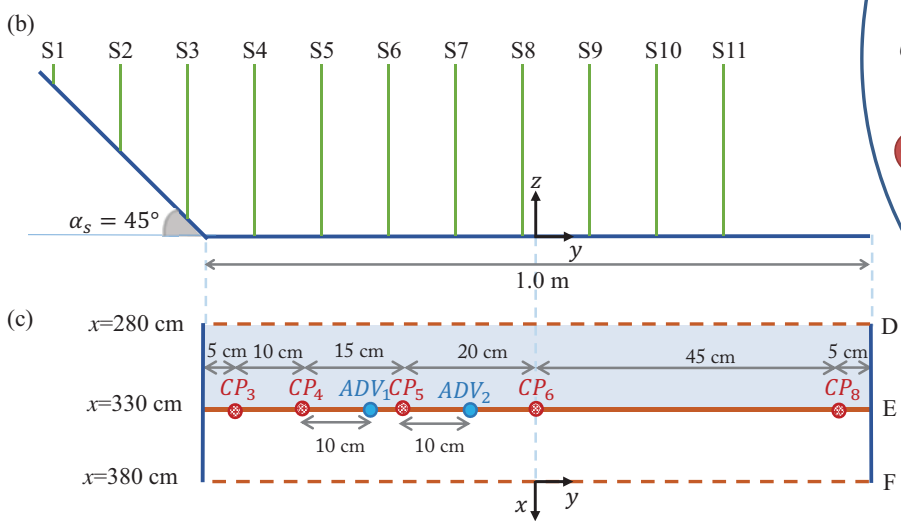 (b)
S1 S2 S3 S4 S5 S6 S7 S8 S9 S10 S11
z
αₛ = 45°
y
1.0 m
(c)
x=280 cm D
5 cm 10 cm 15 cm 20 cm 45 cm 5 cm
CP₃ CP₄ ADV₁ CP₅ ADV₂ CP₆ CP₈
x=330 cm E
10 cm 10 cm
x=380 cm F
x y